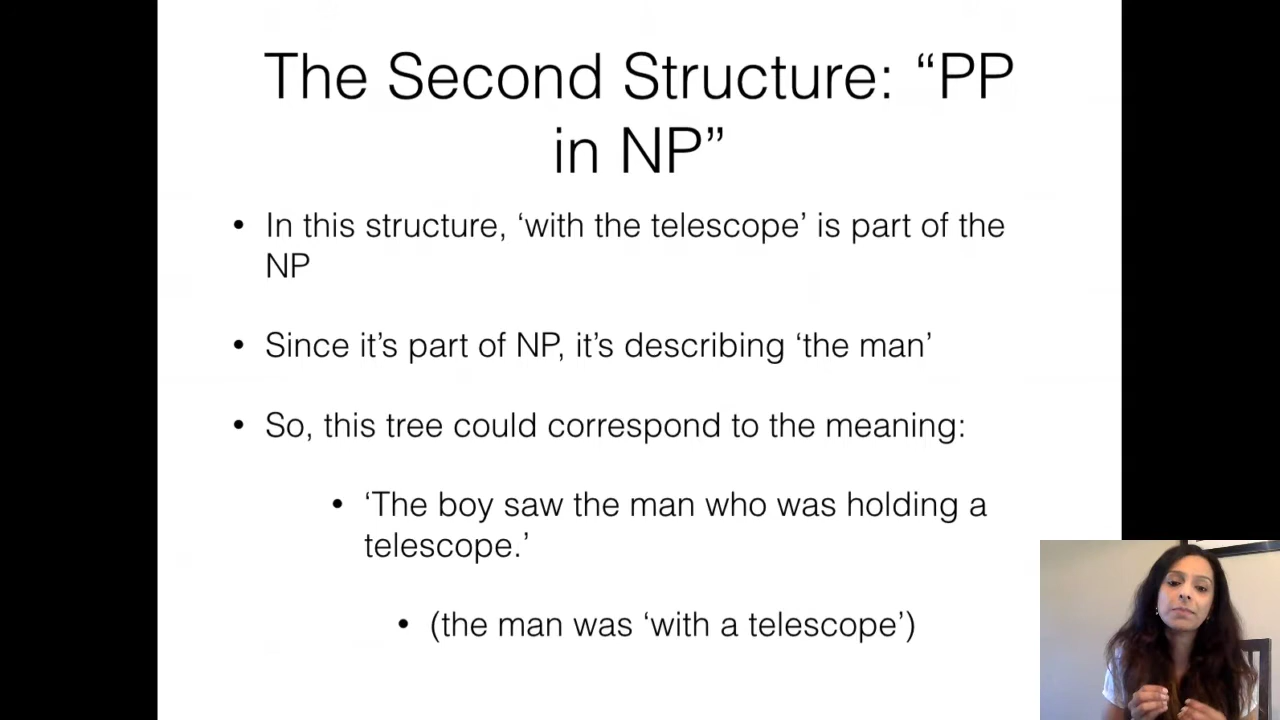 The Second Structure: “PP
in NP”
• In this structure, ‘with the telescope’ is part of the
NP
• Since it’s part of NP, it’s describing ‘the man’
• So, this tree could correspond to the meaning:
• ‘The boy saw the man who was holding a
telescope.’
• (the man was ‘with a telescope’)